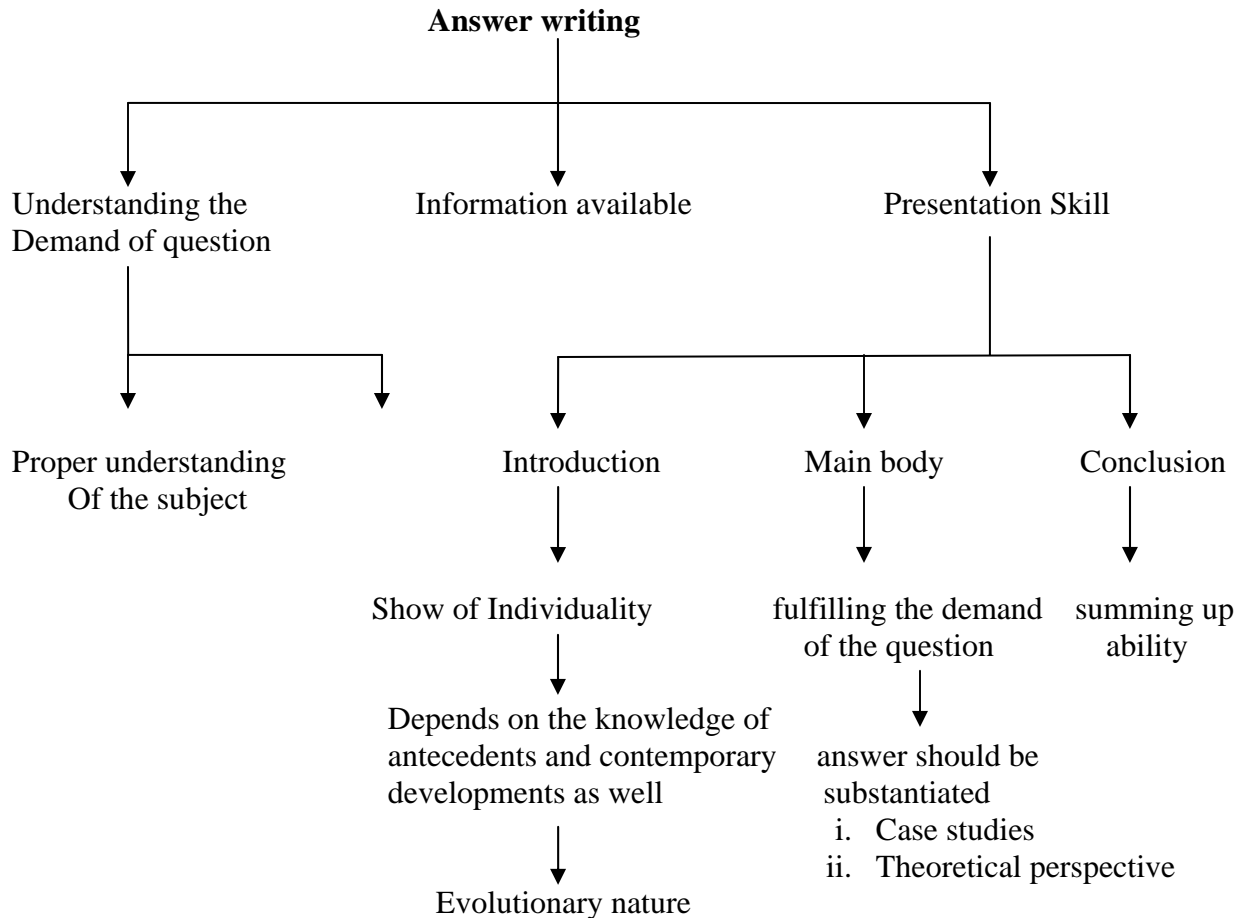 Answer writing
Understanding the
Demand of question
Information available
Presentation Skill
Proper understanding
Of the subject
Introduction
Main body
Conclusion
Show of Individuality
fulfilling the demand
of the question
summing up
ability
Depends on the knowledge of
antecedents and contemporary
developments as well
answer should be
substantiated
i. Case studies
ii. Theoretical perspective
Evolutionary nature